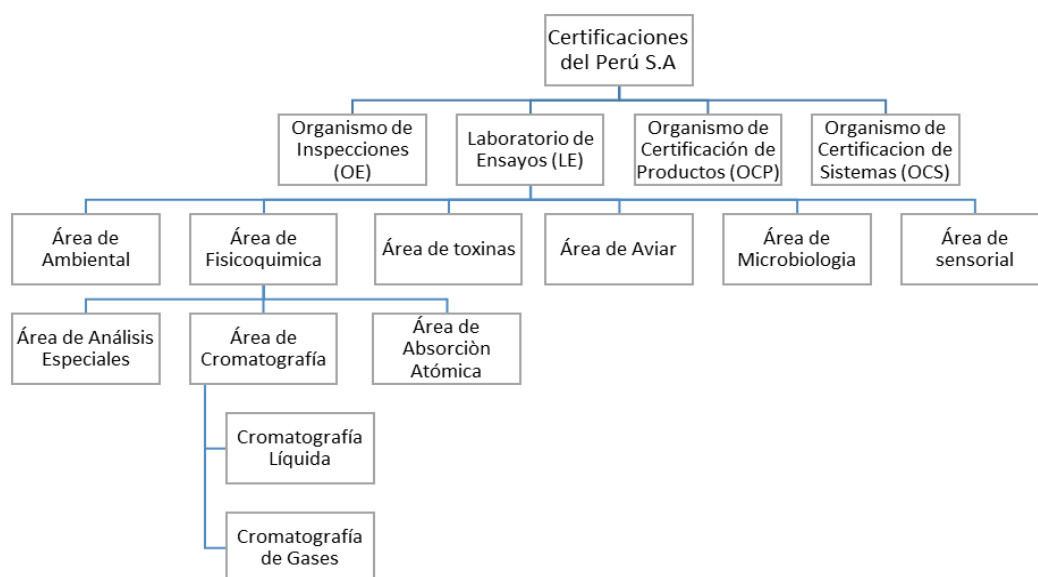 Certificaciones
del Perú S.A
Organismo de
Inspecciones
(OE)
Laboratorio de
Ensayos (LE)
Organismo de
Certificación de
Productos (OCP)
Organismo de
Certificacion de
Sistemas (OCS)
Área de
Ambiental
Área de
Fisicoquimica
Área de toxinas
Área de Aviar
Área de
Microbiologia
Área de
sensorial
Área de Análisis
Especiales
Área de
Cromatografía
Área de
Absorciòn
Atómica
Cromatografía
Líquida
Cromatografía
de Gases